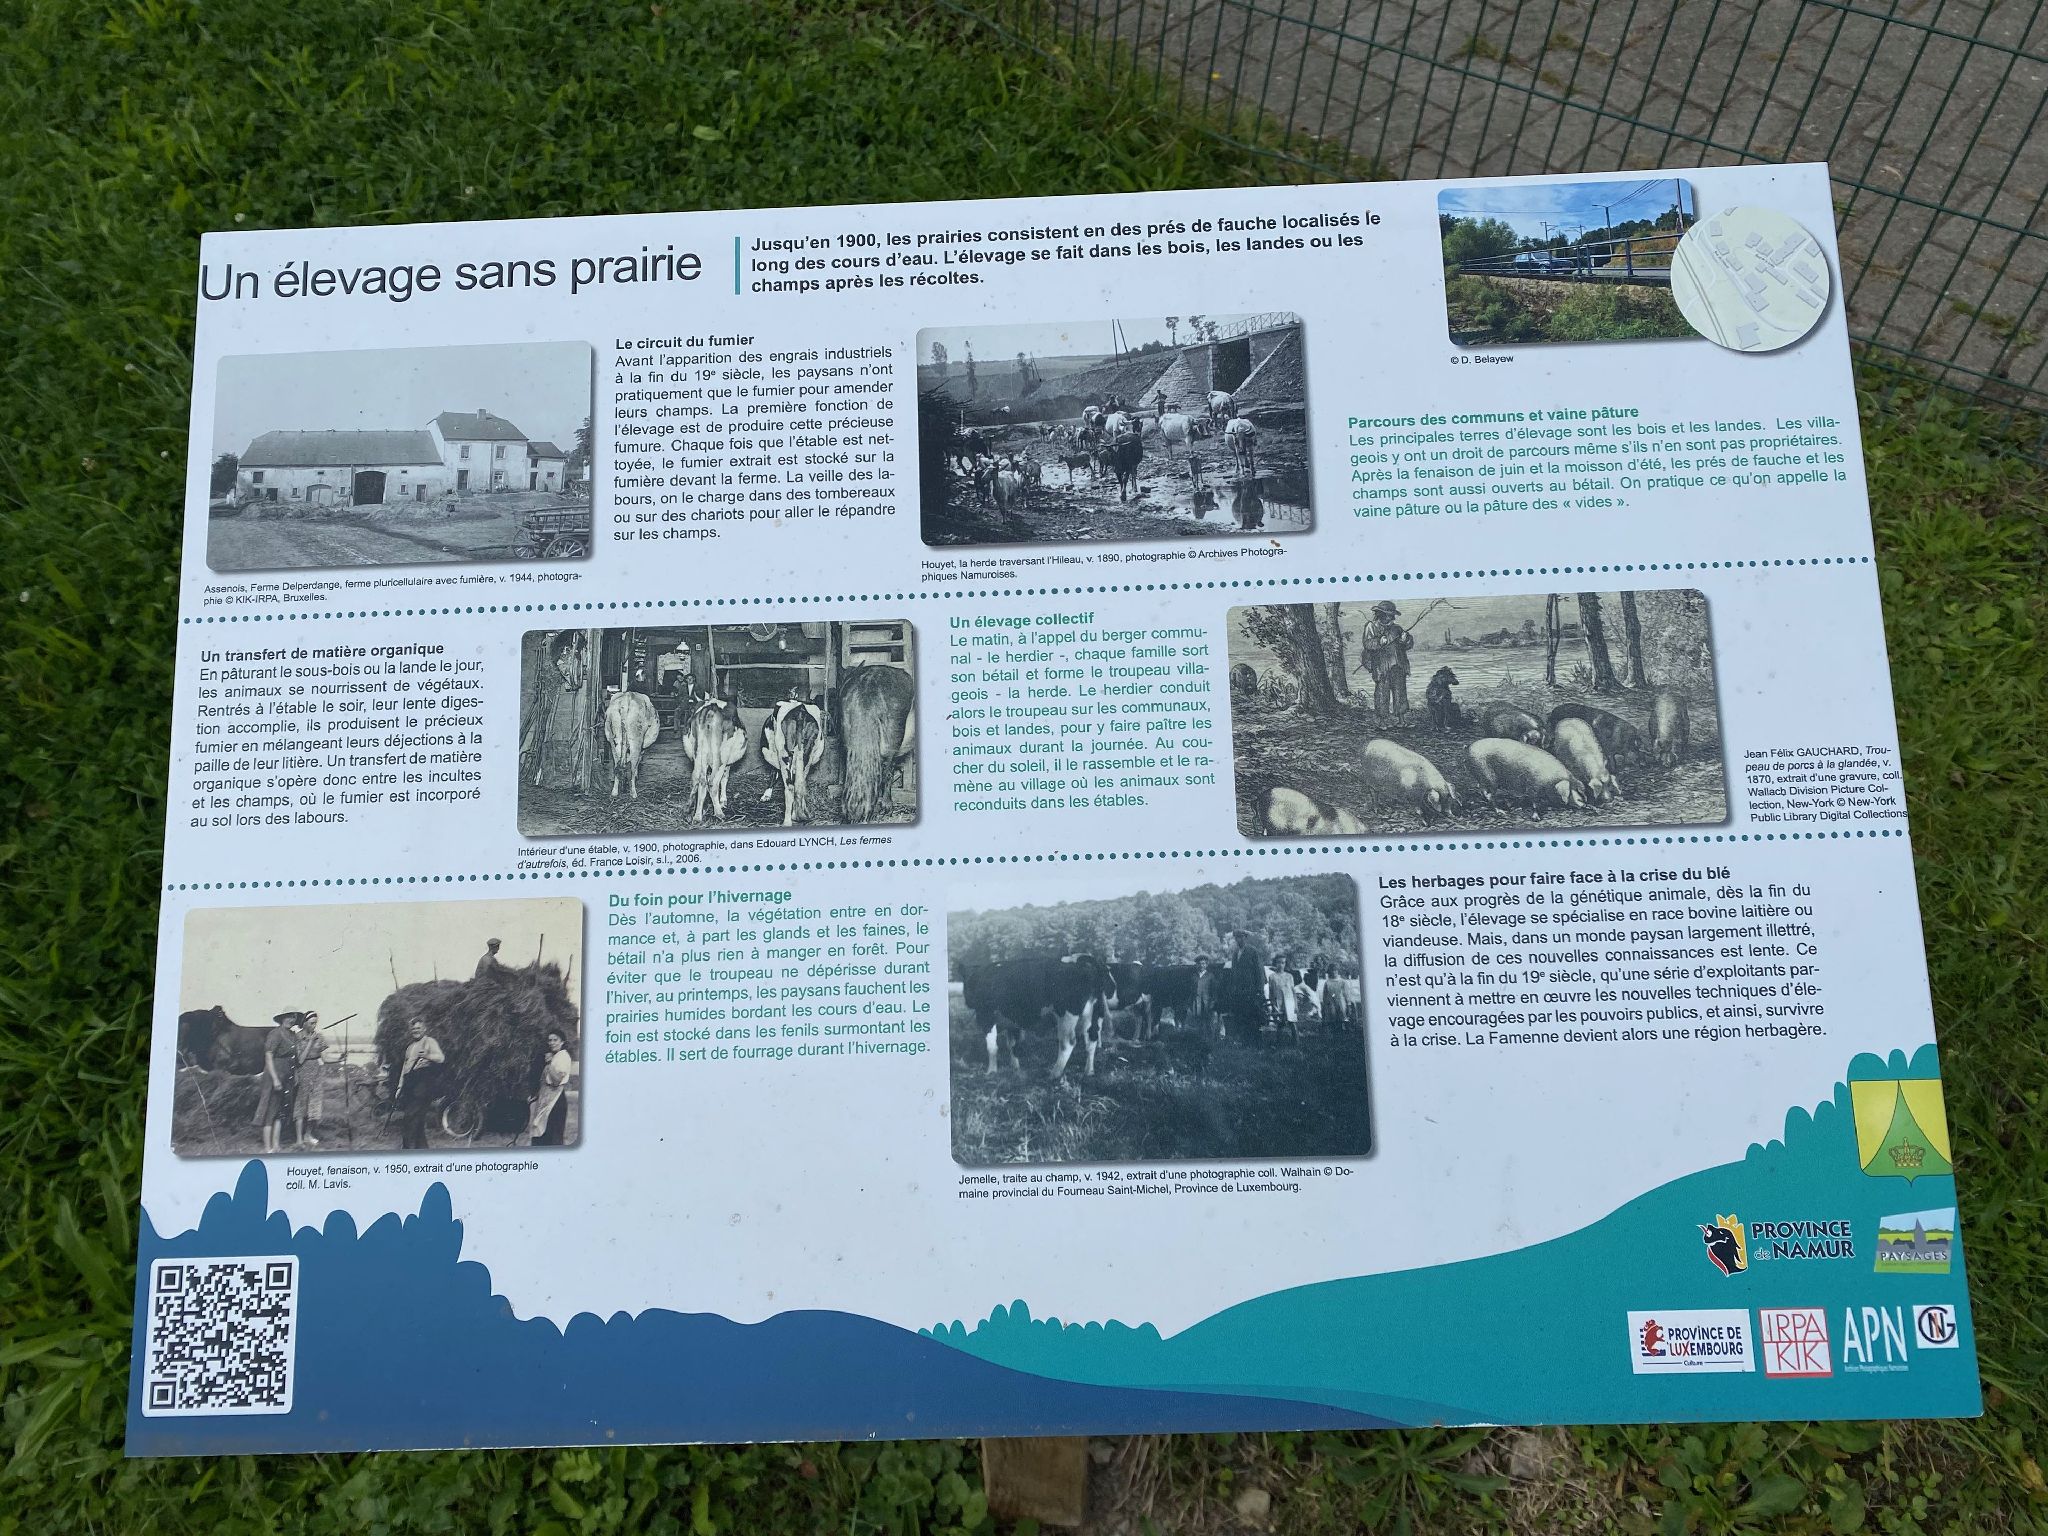 Un élevage sans prairie
Jusqu'en 1900, les prairies consistent en des prés de fauche localisés le
long des cours d'eau. L'élevage se fait dans les bois, les landes ou les
champs après les récoltes.
© D. Belayew
Assenois, Ferme Delperdange, ferme pluricellulaire avec fumière, v. 1944, photogra-
phie © KIK-IRPA, Bruxelles.
Le circuit du fumier
Avant l'apparition des engrais industriels
à la fin du 19e siècle, les paysans n'ont
pratiquement que le fumier pour amender
leurs champs. La première fonction de
l'élevage est de produire cette précieuse
fumure. Chaque fois que l'étable est net-
toyée, le fumier extrait est stocké sur la
fumière devant la ferme. La veille des la-
bours, on le charge dans des tombereaux
ou sur des chariots pour aller le répandre
sur les champs.
Houyet, la herde traversant l'Hileau, v. 1890, photographie © Archives Photogra-
phiques Namuroises.
Parcours des communs et vaine pâture
Les principales terres d'élevage sont les bois et les landes. Les villa-
geois y ont un droit de parcours même s'ils n'en sont pas propriétaires.
Après la fenaison de juin et la moisson d'été, les prés de fauche et les
champs sont aussi ouverts au bétail. On pratique ce qu'on appelle la
vaine pâture ou la pâture des « vides ».
Un transfert de matière organique
En pâturant le sous-bois ou la lande le jour,
les animaux se nourrissent de végétaux.
Rentrés à l'étable le soir, leur lente diges-
tion accomplie, ils produisent le précieux
fumier en mélangeant leurs déjections à la
paille de leur litière. Un transfert de matière
organique s'opère donc entre les incultes
et les champs, où le fumier est incorporé
au sol lors des labours.
Intérieur d'une étable, v. 1900, photographie, dans Edouard LYNCH, Les fermes
d'autrefois, éd. France Loisir, s.l., 2006.
Un élevage collectif
Le matin, à l'appel du berger commu-
nal - le herdier -, chaque famille sort
son bétail et forme le troupeau villa-
geois - la herde. Le herdier conduit
alors le troupeau sur les communaux,
bois et landes, pour y faire paître les
animaux durant la journée. Au cou-
cher du soleil, il le rassemble et le ra-
mène au village où les animaux sont
reconduits dans les étables.
Jean Félix GAUCHARD, Trou-
peau de porcs à la glandée, v.
1870, extrait d'une gravure, coll.
Wallach Division Picture Col-
lection, New-York © New-York
Public Library Digital Collections
Houyet, fenaison, v. 1950, extrait d'une photographie
coll. M. Lavis.
Du foin pour l'hivernage
Dès l'automne, la végétation entre en dor-
mance et, à part les glands et les faines, le
bétail n'a plus rien à manger en forêt. Pour
éviter que le troupeau ne dépérisse durant
l'hiver, au printemps, les paysans fauchent les
prairies humides bordant les cours d'eau. Le
foin est stocké dans les fenils surmontant les
étables. Il sert de fourrage durant l'hivernage.
Jemelle, traite au champ, v. 1942, extrait d'une photographie coll. Walhain © Do-
maine provincial du Fourneau Saint-Michel, Province de Luxembourg.
Les herbages pour faire face à la crise du blé
Grâce aux progrès de la génétique animale, dès la fin du
18e siècle, l'élevage se spécialise en race bovine laitière ou
viandeuse. Mais, dans un monde paysan largement illettré,
la diffusion de ces nouvelles connaissances est lente. Ce
n'est qu'à la fin du 19e siècle, qu'une série d'exploitants par-
viennent à mettre en œuvre les nouvelles techniques d'éle-
vage encouragées par les pouvoirs publics, et ainsi, survivre
à la crise. La Famenne devient alors une région herbagère.
PROVINCE
de NAMUR
PAYSAGES
PROVINCE DE
LUXEMBOURG
Culture
IRPA
KIK
APN
Archives Photographiques Namuroises